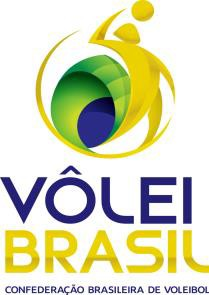 VÔLEI
BRASIL
CONFEDERAÇÃO BRASILEIRA DE VOLEIBOL